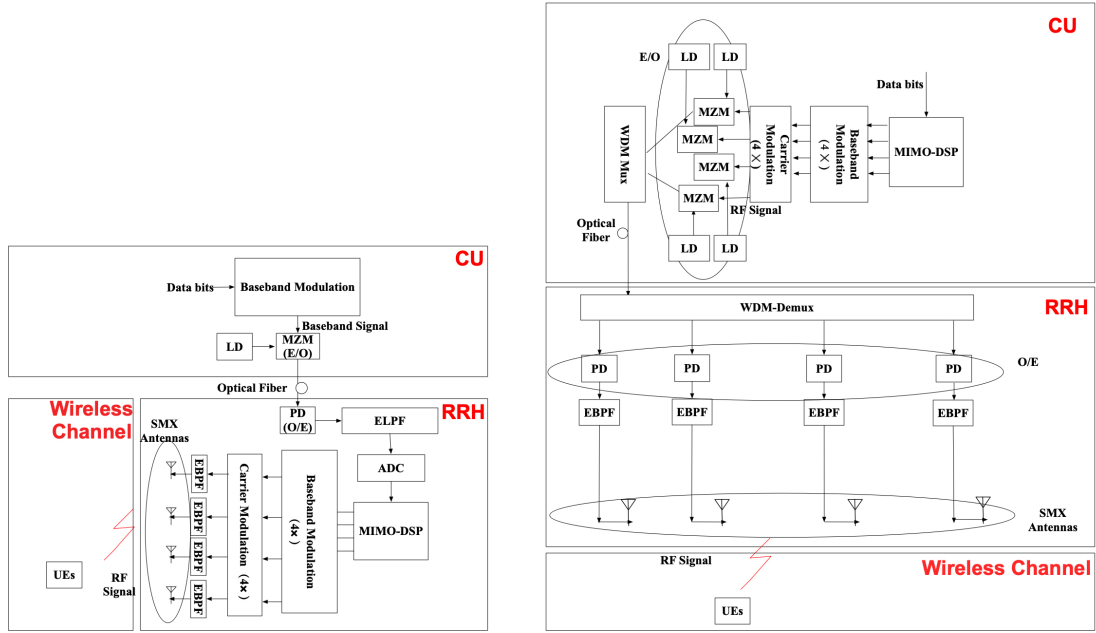 CU
Data bits
Baseband Modulation
Baseband Signal
LD
MZM
(E/O)
Optical Fiber
Wireless
Channel
RRH
SMX
Antennas
PD
(O/E)
ELPF
ADC
MIMO-DSP
Baseband Modulation
(4×)
Carrier Modulation (4×)
EBPF
EBPF
EBPF
EBPF
RF
Signal
UEs
CU
E/O
LD
LD
Data bits
MZM
MZM
MZM
MZM
WDM Mux
Carrier
Modulation
(4 ×)
Baseband
Modulation
(4 ×)
MIMO-DSP
RF Signal
Optical
Fiber
LD
LD
WDM-Demux
RRH
PD
PD
PD
PD
O/E
EBPF
EBPF
EBPF
EBPF
SMX
Antennas
RF Signal
Wireless Channel
UEs